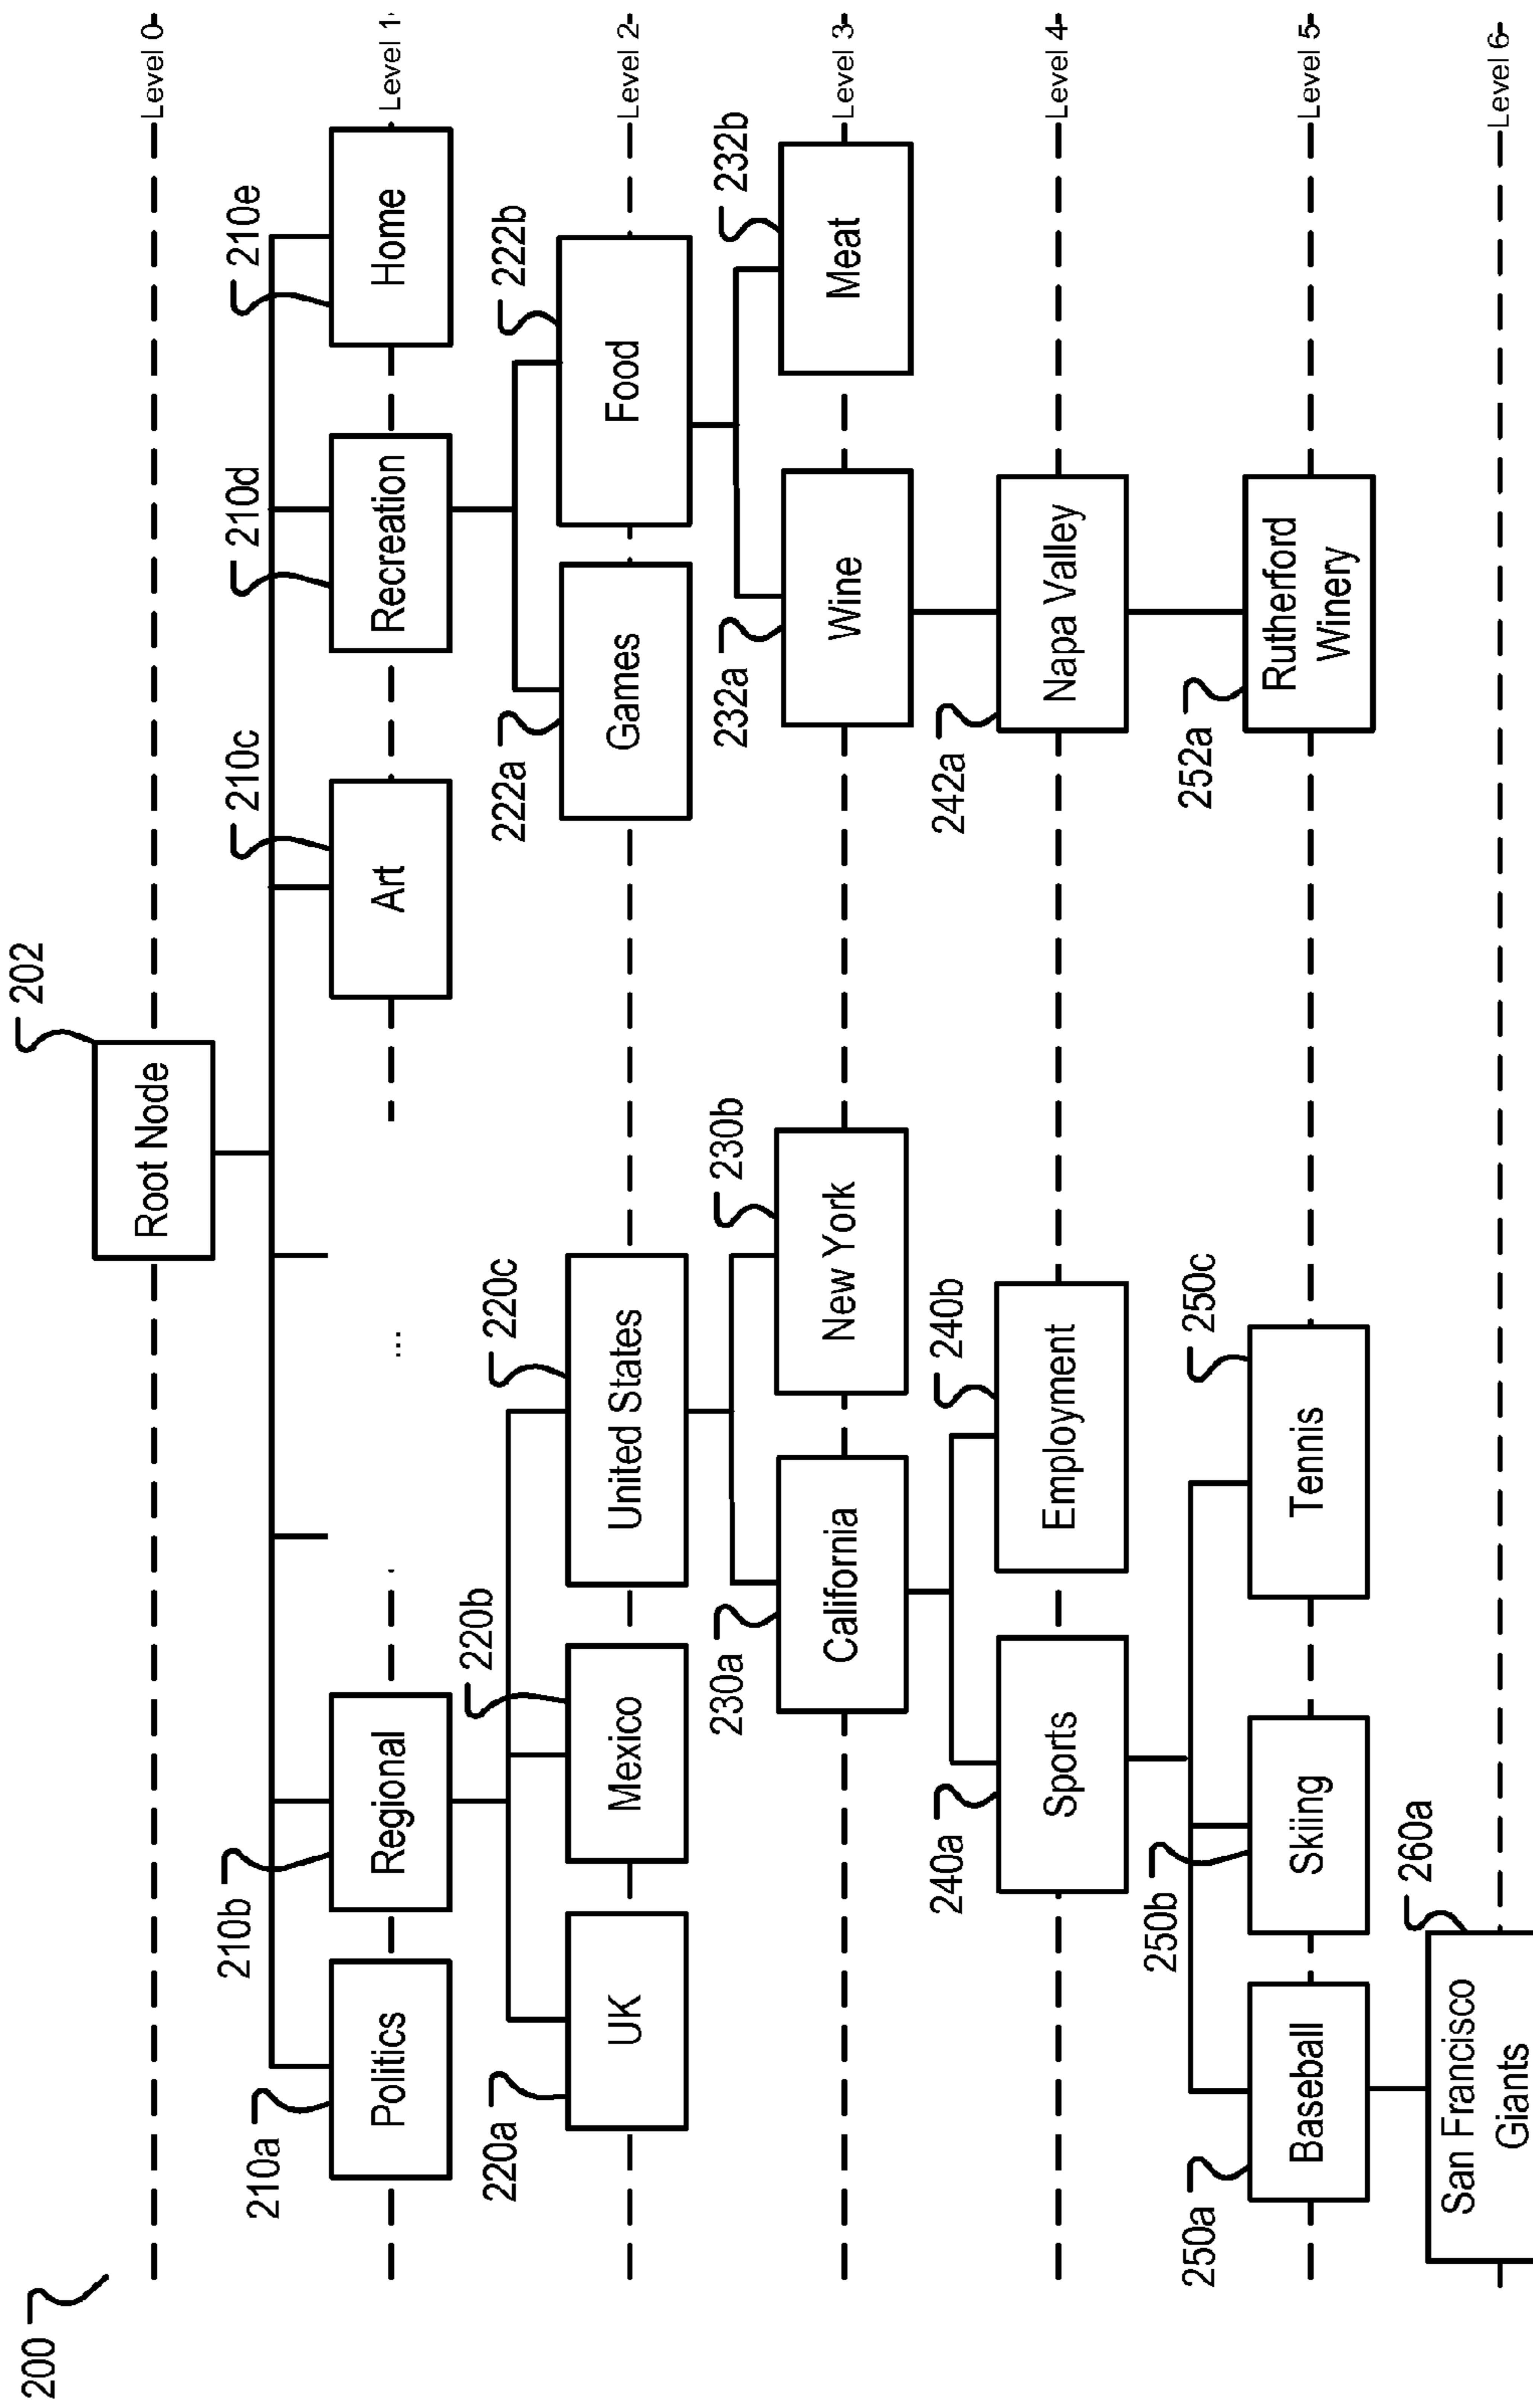 200
202
Root Node
Level 0
210a
210b
210c
210d
210e
Politics
Regional
...
Art
Recreation
Home
Level 1
220a
220b
220c
222a
222b
UK
Mexico
United States
Games
Food
Level 2
230a
230b
232a
232b
California
New York
Wine
Meat
Level 3
240a
240b
242a
Sports
Employment
Napa Valley
Level 4
250a
250b
250c
252a
Baseball
Skiing
Tennis
Rutherford
Winery
Level 5
260a
San Francisco
Giants
Level 6